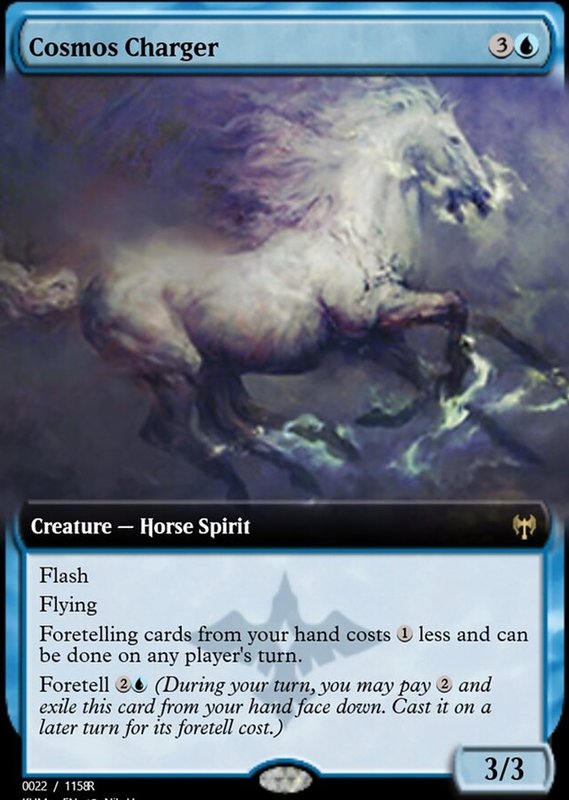 Cosmos Charger 3
Creature — Horse Spirit
Flash
Flying
Foretelling cards from your hand costs 1 less and can
be done on any player's turn.
Foretell 2 (During your turn, you may pay 2 and
exile this card from your hand face down. Cast it on a
later turn for its foretell cost.)
3/3
0022 / 1158R